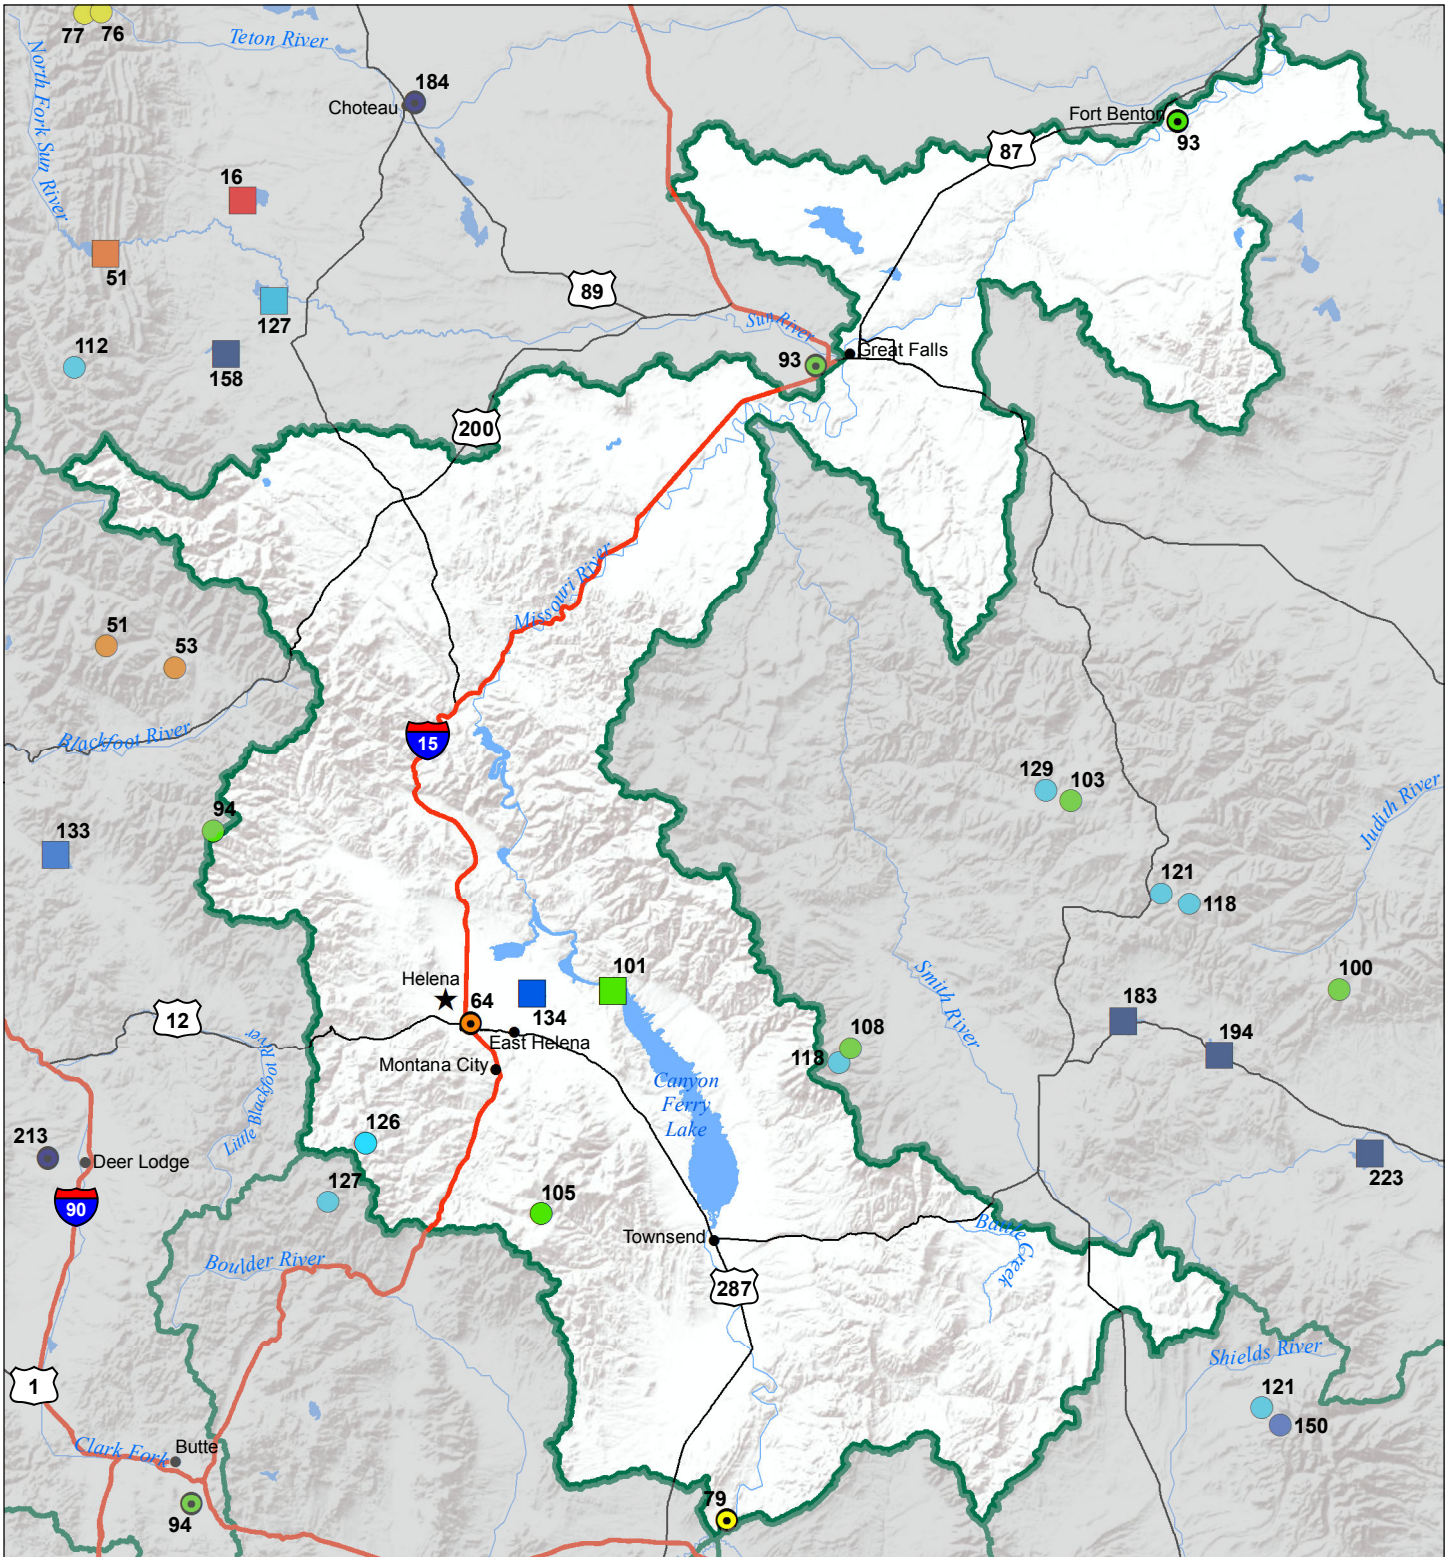 77
76
Teton River
184
Choteau
North Fork Sun River
Fort Benton
93
87
16
51
89
127
Sun River
112
158
93
Great Falls
200
Missouri River
51
53
Blackfoot River
15
129
103
Judith River
94
133
121
118
Smith River
Helena
101
100
64
134
183
12
East Helena
194
108
118
Montana City
Little Blackfoot River
Canyon
Ferry
Lake
126
213
Deer Lodge
223
127
105
90
Battle Creek
Townsend
Boulder River
287
Shields River
1
121
150
Clark Fork
Butte
79
94